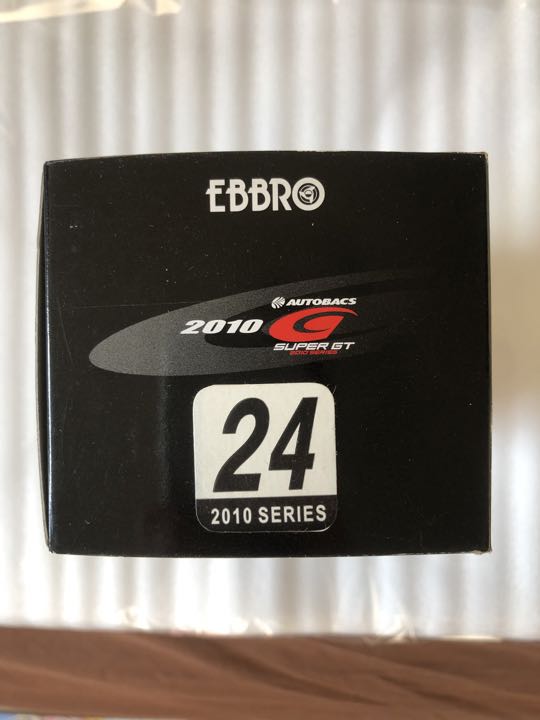 EBBRO
AUTOBACS
2010
SUPER GT
2010 SERIES
24
2010 SERIES